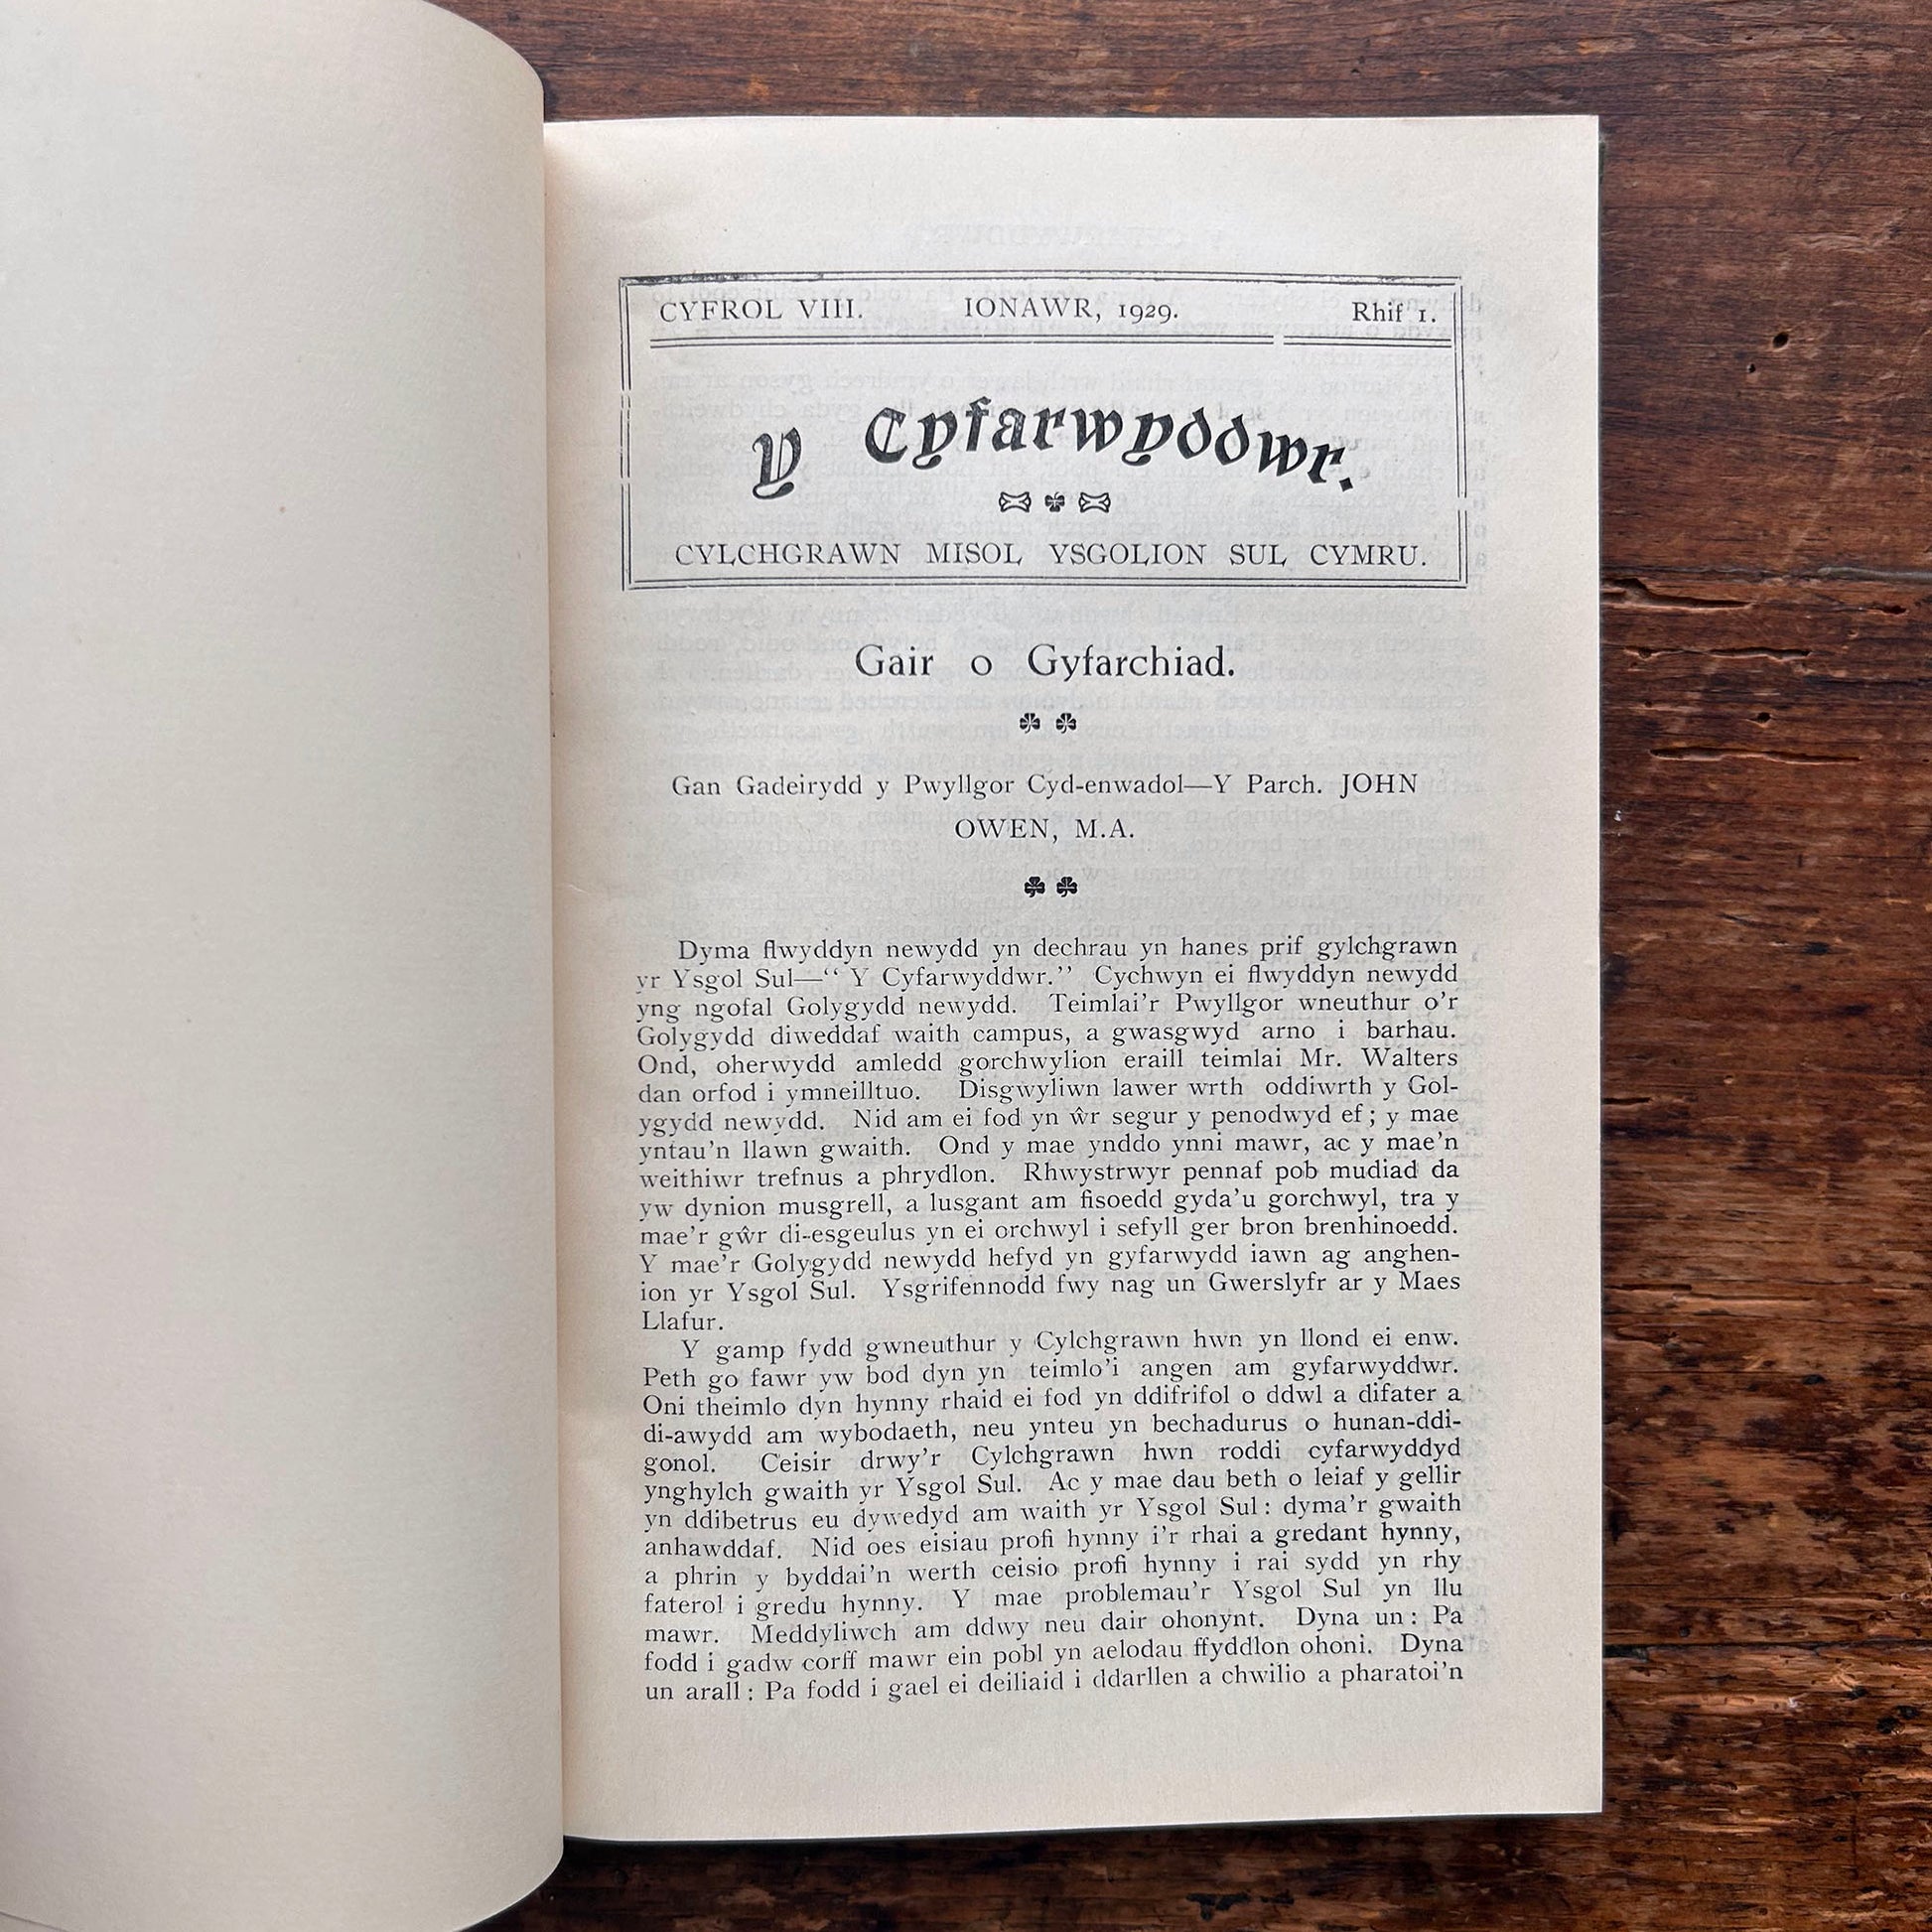 CYFROL VIII. IONAWR, 1929. Rhif 1.
Y Cyfarwyddwr.
CYLCHGRAWN MISOL YSGOLION SUL CYMRU.
Gair o Gyfarchiad.
Gan Gadeirydd y Pwyllgor Cyd-enwadol—Y Parch. JOHN
OWEN, M.A.
Dyma flwyddyn newydd yn dechrau yn hanes prif gylchgrawn
yr Ysgol Sul—“ Y Cyfarwyddwr.” Cychwyn ei flwyddyn newydd
yng ngofal Golygydd newydd. Teimlai’r Pwyllgor wneuthur o’r
Golygydd diweddaf waith campus, a gwasgwyd arno i barhau.
Ond, oherwydd amledd gorchwylion eraill teimlai Mr. Walters
dan orfod i ymneilltuo. Disgwyliwn lawer wrth oddiwrth y Gol-
ygydd newydd. Nid am ei fod yn ŵr segur y penodwyd ef; y mae
yntau’n llawn gwaith. Ond y mae ynddo ynni mawr, ac y mae’n
weithiwr trefnus a phrydlon. Rhwystrwyr pennaf pob mudiad da
yw dynion musgrell, a lusgant am fisoedd gyda’u gorchwyl, tra y
mae’r gŵr di-esgeulus yn ei orchwyl i sefyll ger bron brenhinoedd.
Y mae’r Golygydd newydd hefyd yn gyfarwydd iawn ag anghen-
ion yr Ysgol Sul. Ysgrifennodd fwy nag un Gwerslyfr ar y Maes
Llafur.
Y gamp fydd gwneuthur y Cylchgrawn hwn yn llond ei enw.
Peth go fawr yw bod dyn yn teimlo’i angen am gyfarwyddwr.
Oni theimlo dyn hynny rhaid ei fod yn ddifrifol o ddwl a difater a
di-awydd am wybodaeth, neu ynteu yn bechadurus o hunan-ddi-
gonol. Ceisir drwy’r Cylchgrawn hwn roddi cyfarwyddyd
ynghylch gwaith yr Ysgol Sul. Ac y mae dau beth o leiaf y gellir
yn ddibetrus eu dywedyd am waith yr Ysgol Sul: dyma’r gwaith
anhawddaf. Nid oes eisiau profi hynny i’r rhai a gredant hynny,
a phrin y byddai’n werth ceisio profi hynny i rai sydd yn rhy
faterol i gredu hynny. Y mae problemau’r Ysgol Sul yn llu
mawr. Meddyliwch am ddwy neu dair ohonynt. Dyna un: Pa
fodd i gadw corff mawr ein pobl yn aelodau ffyddlon ohoni. Dyna
un arall: Pa fodd i gael ei deiliaid i ddarllen a chwilio a pharatoi’n